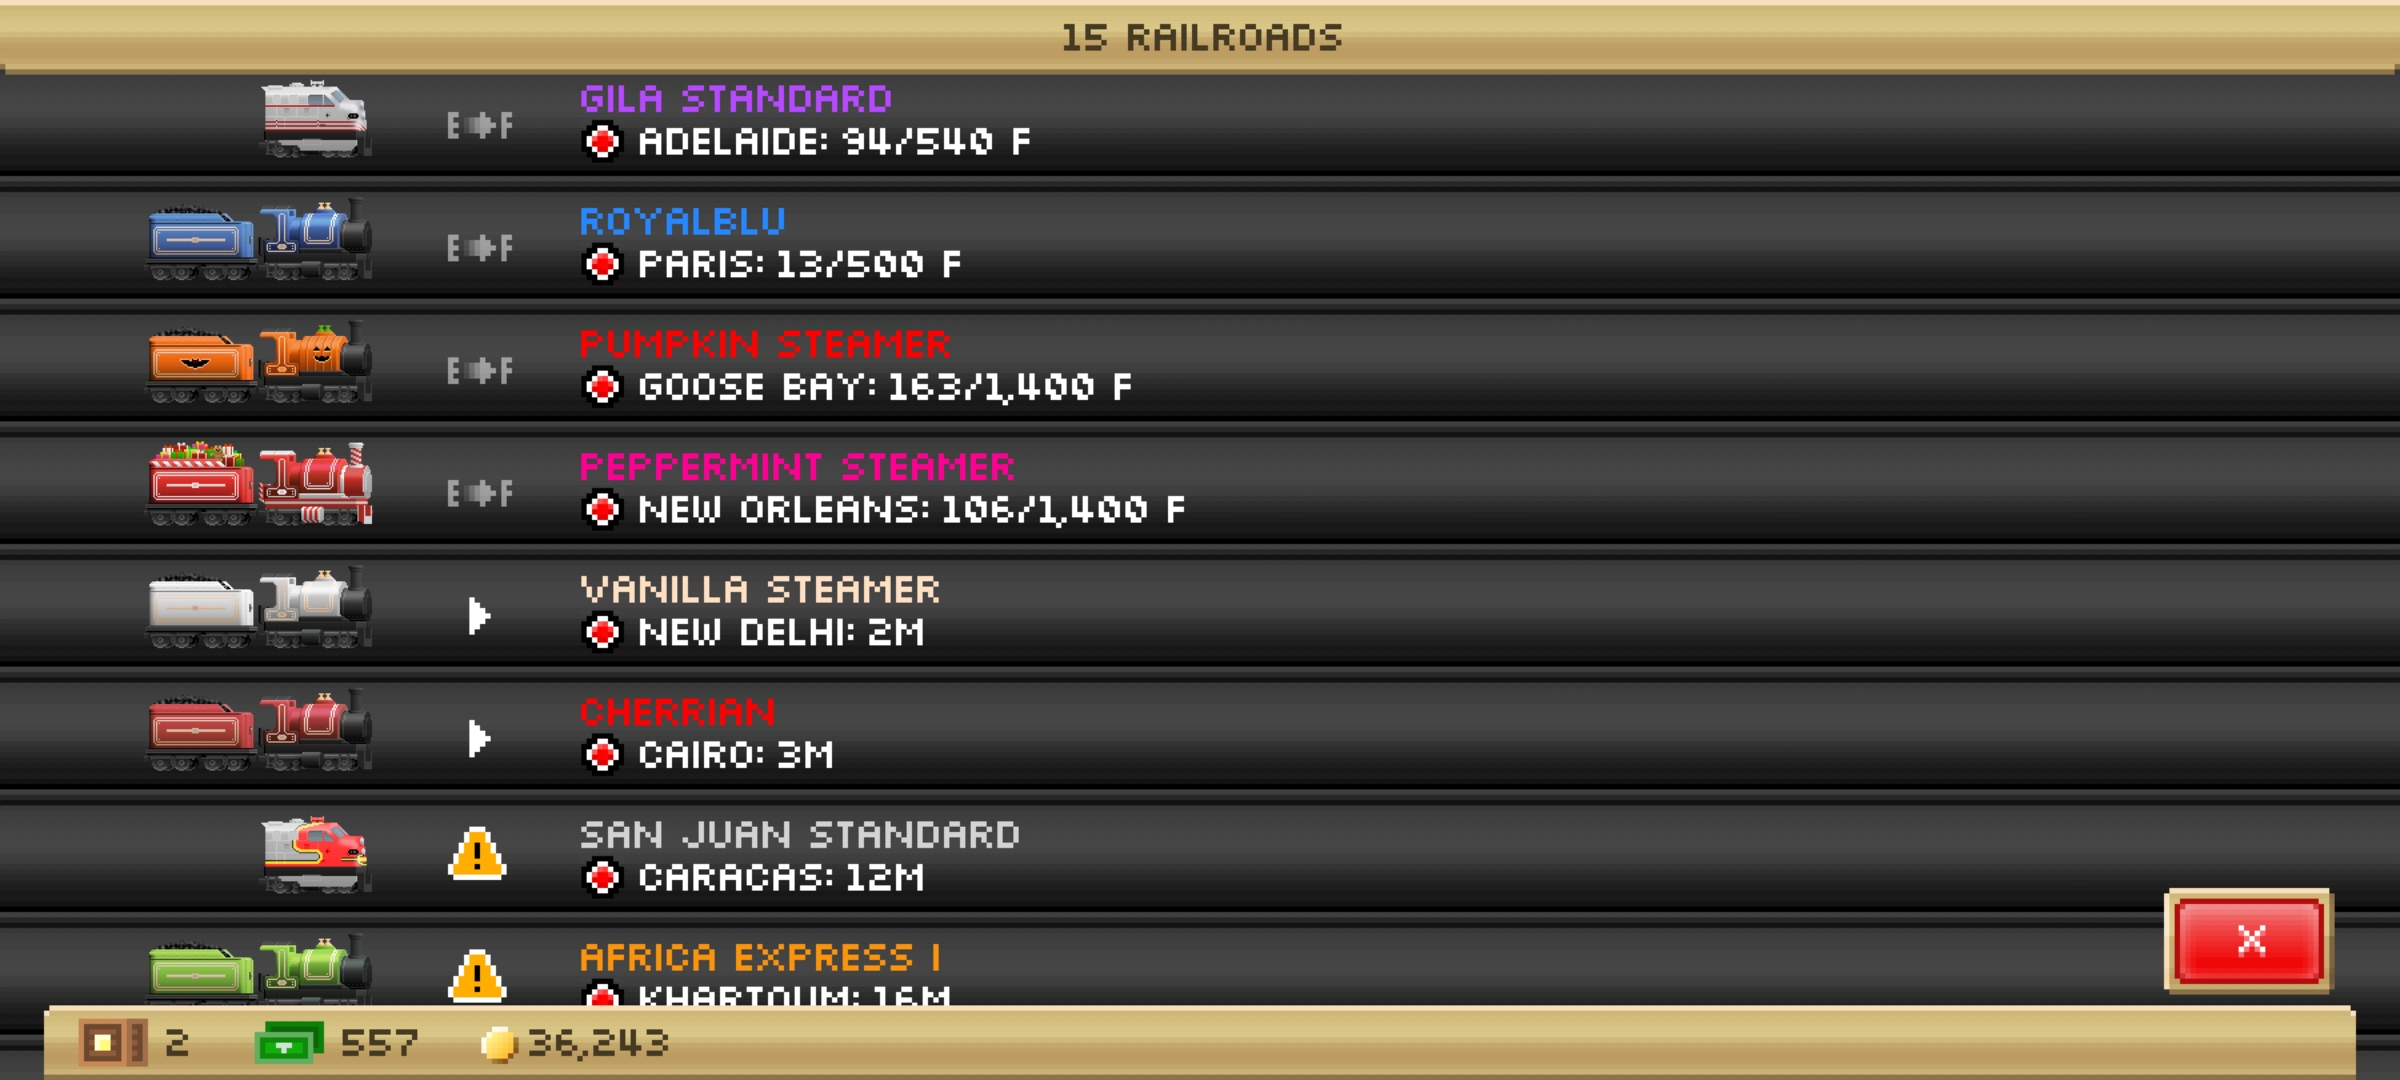 15 RAILROADS
GILA STANDARD
E F
ADELAIDE: 94/540 F
ROYALBLU
E F
PARIS: 13/500 F
PUMPKIN STEAMER
E F
GOOSE BAY: 163/1,400 F
PEPPERMINT STEAMER
E F
NEW ORLEANS: 106/1,400 F
VANILLA STEAMER
NEW DELHI: 2M
CHERRIAN
CAIRO: 3M
SAN JUAN STANDARD
!
CARACAS: 12M
AFRICA EXPRESS I
!
KHARTOUM: 16M
X
2 557 36,243